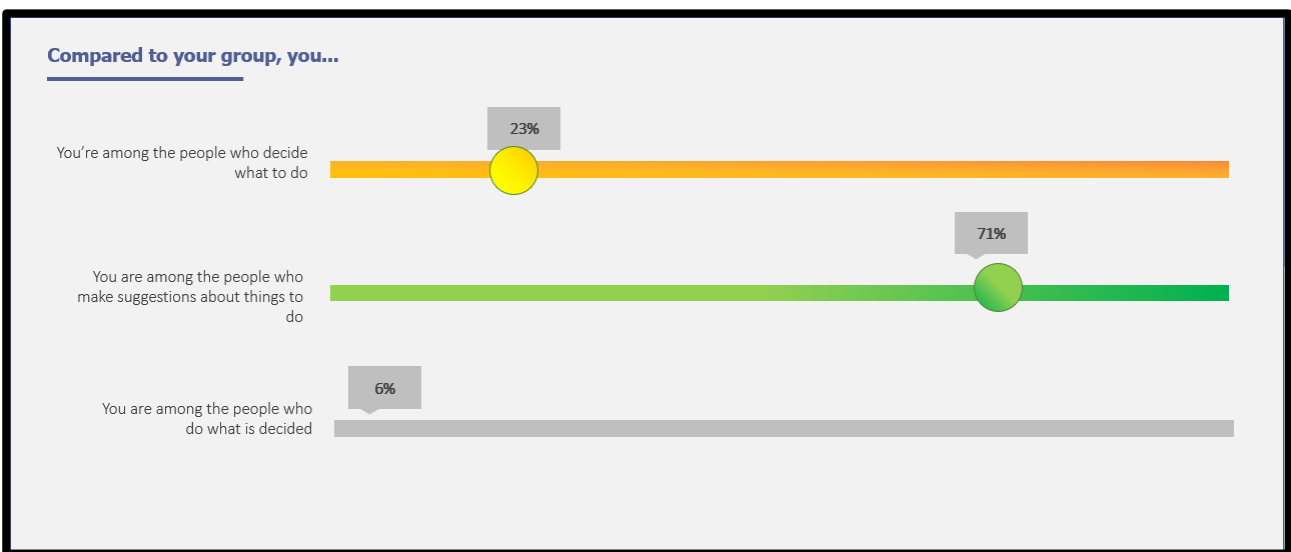 Compared to your group, you...
23%
You're among the people who decide
what to do
71%
You are among the people who
make suggestions about things to
do
6%
You are among the people who
do what is decided